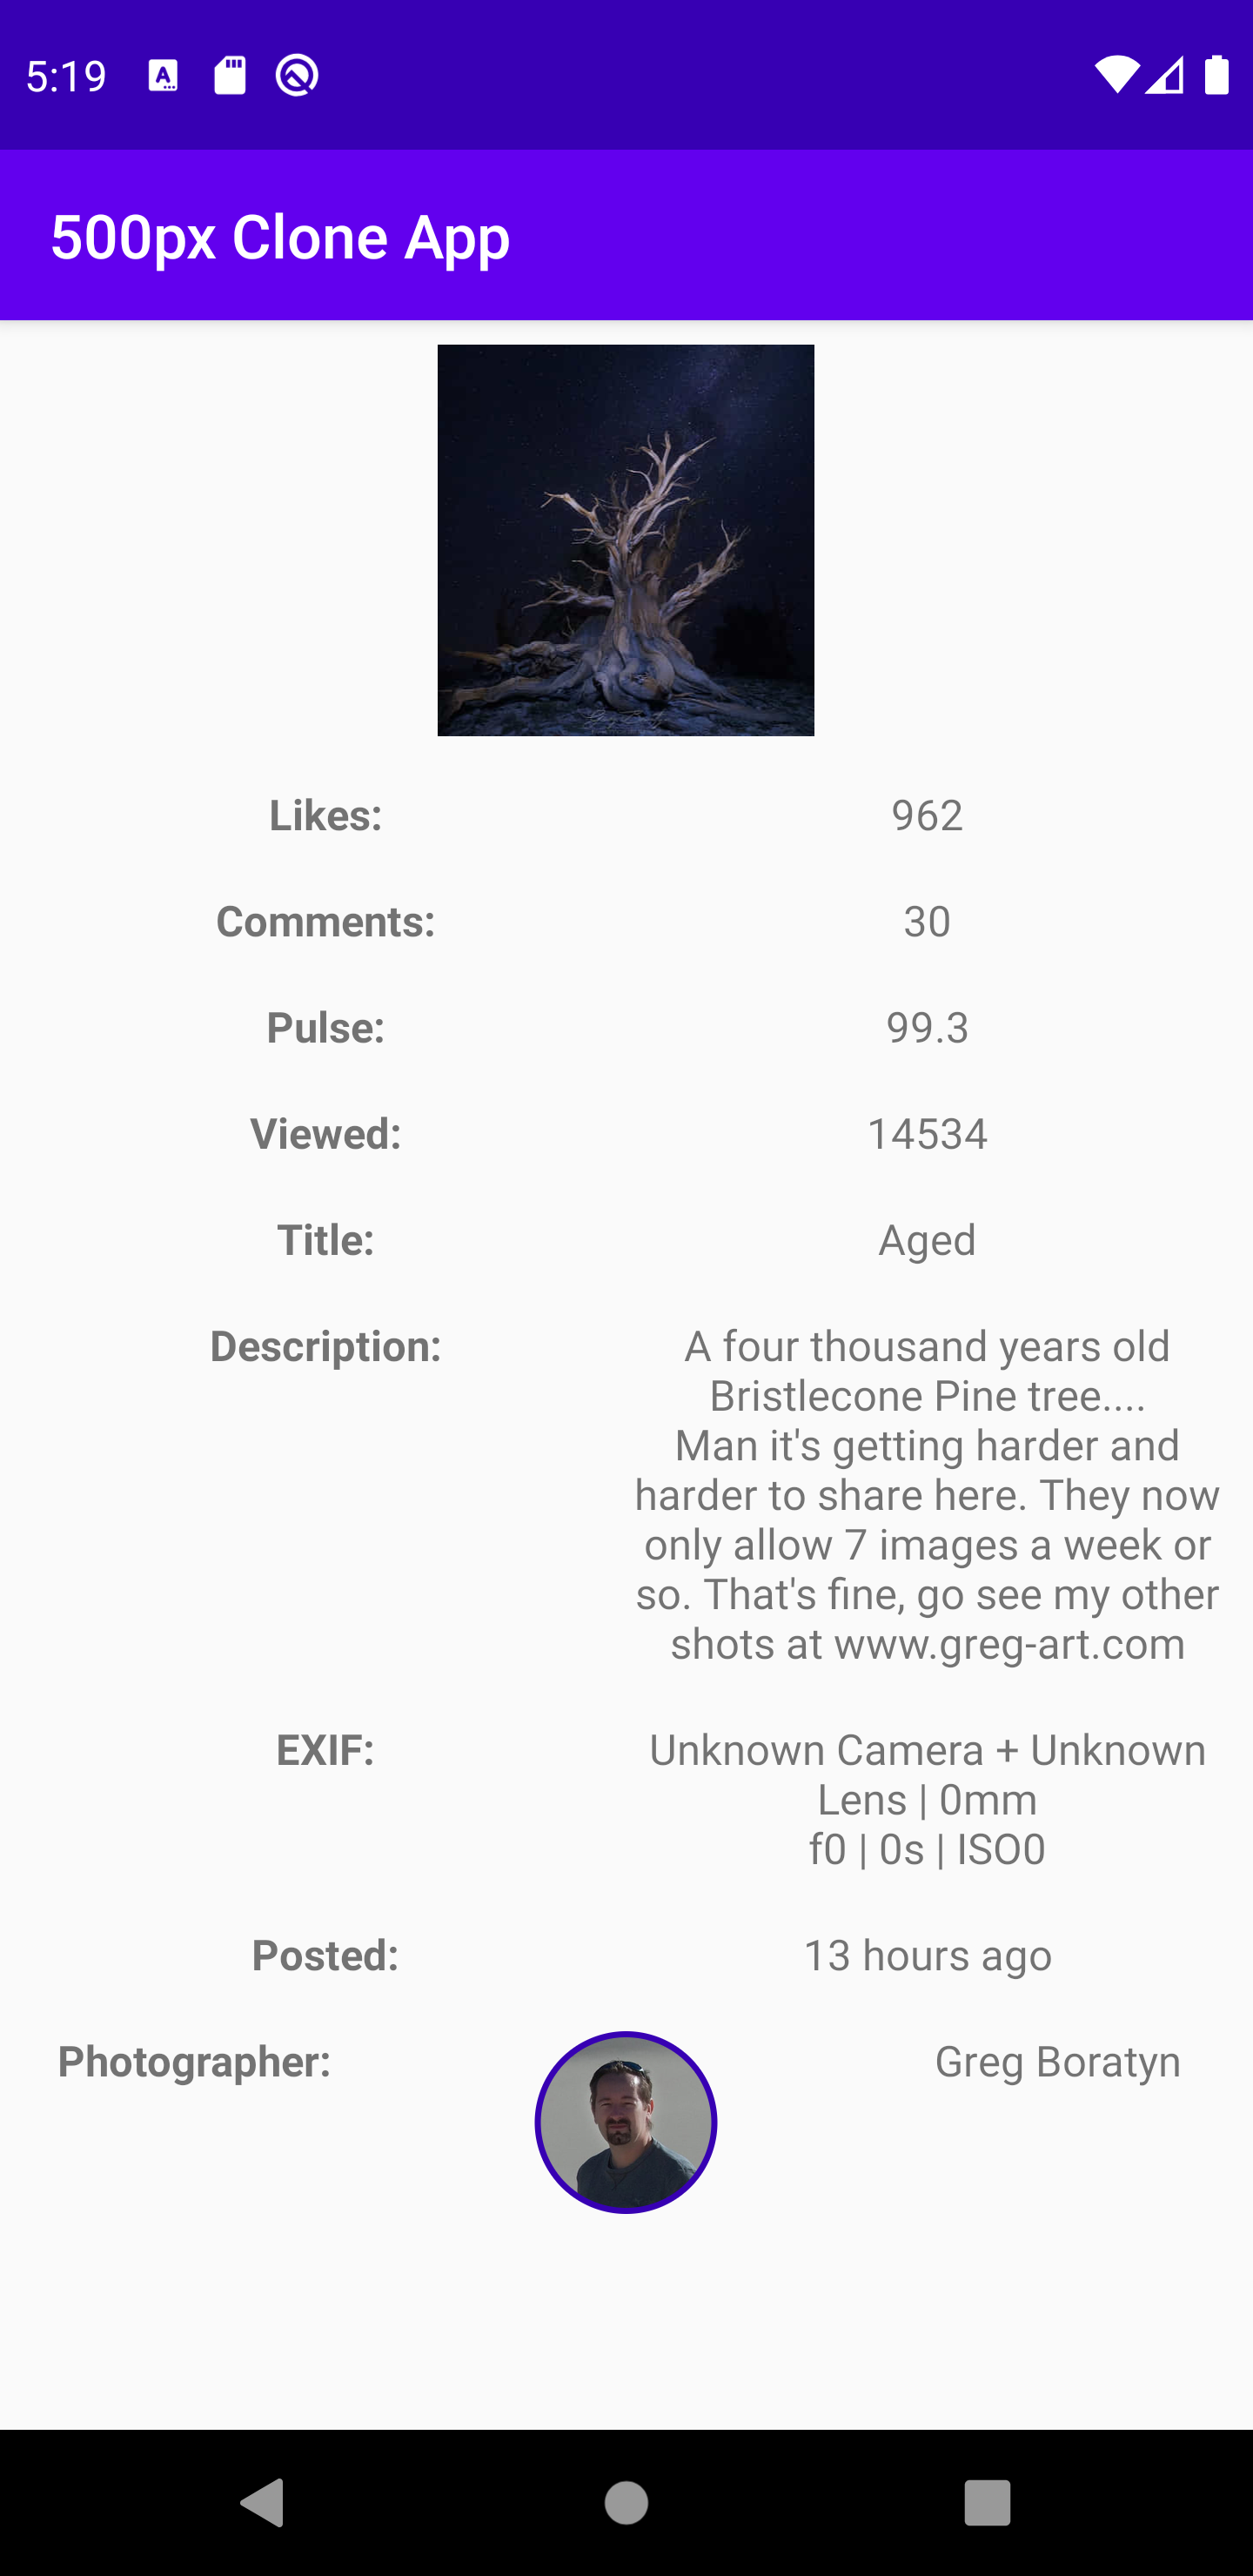 5:19
500px Clone App
Likes: 962
Comments: 30
Pulse: 99.3
Viewed: 14534
Title: Aged
Description: A four thousand years old
Bristlecone Pine tree....
Man it's getting harder and
harder to share here. They now
only allow 7 images a week or
so. That's fine, go see my other
shots at www.greg-art.com
EXIF: Unknown Camera + Unknown
Lens | 0mm
f0 | 0s | ISO0
Posted: 13 hours ago
Photographer: Greg Boratyn